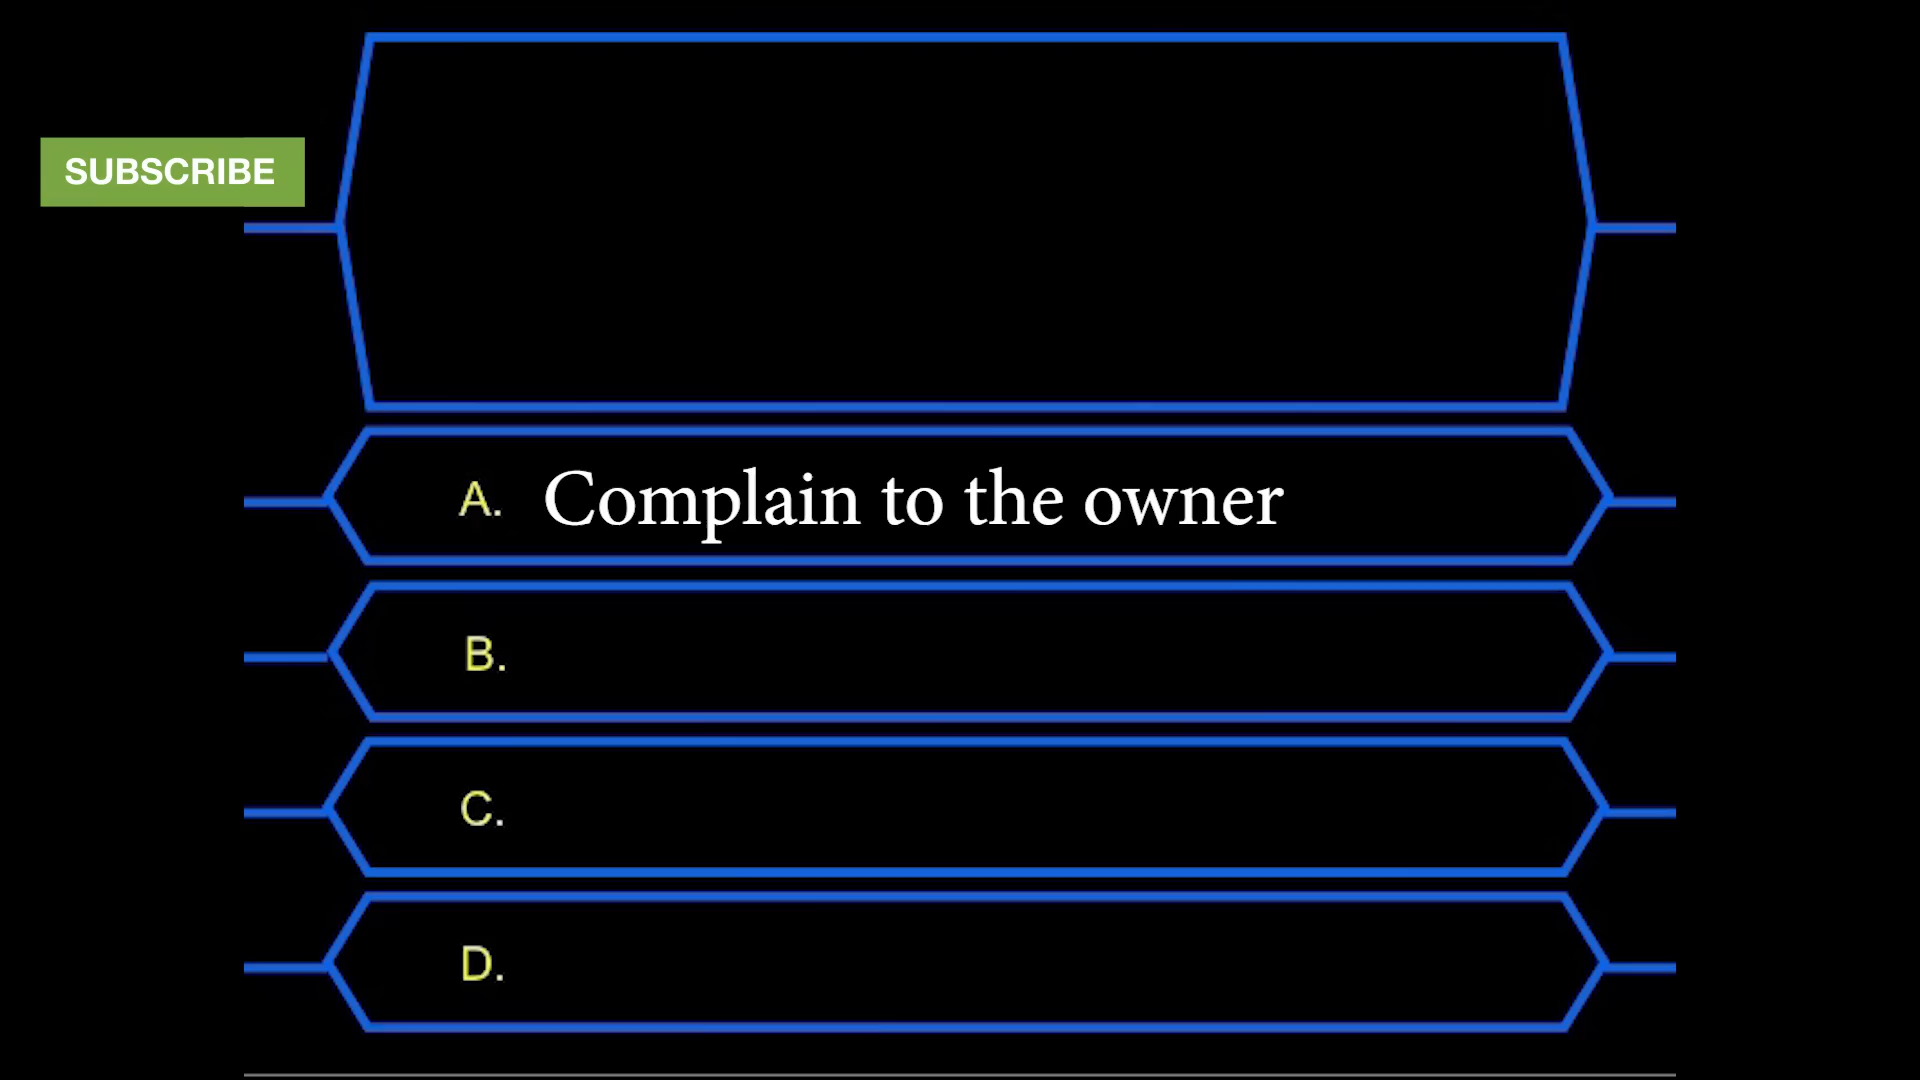 SUBSCRIBE
A. Complain to the owner
B.
C.
D.